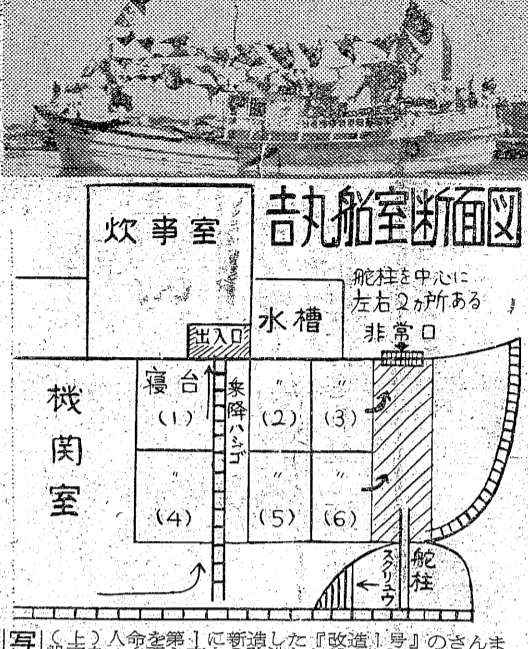 吉丸船室断面図
炊事室
舵柱を中心に
左右2ヵ所ある
非常口
水槽
出入口
機関室
寝台
(1)
乗降ハシゴ
〃
(2)
〃
(3)
〃
(4)
〃
(5)
〃
(6)
スクリュウ
舵柱
写
(上)人命を第1に新造した『改造1号』のさんま